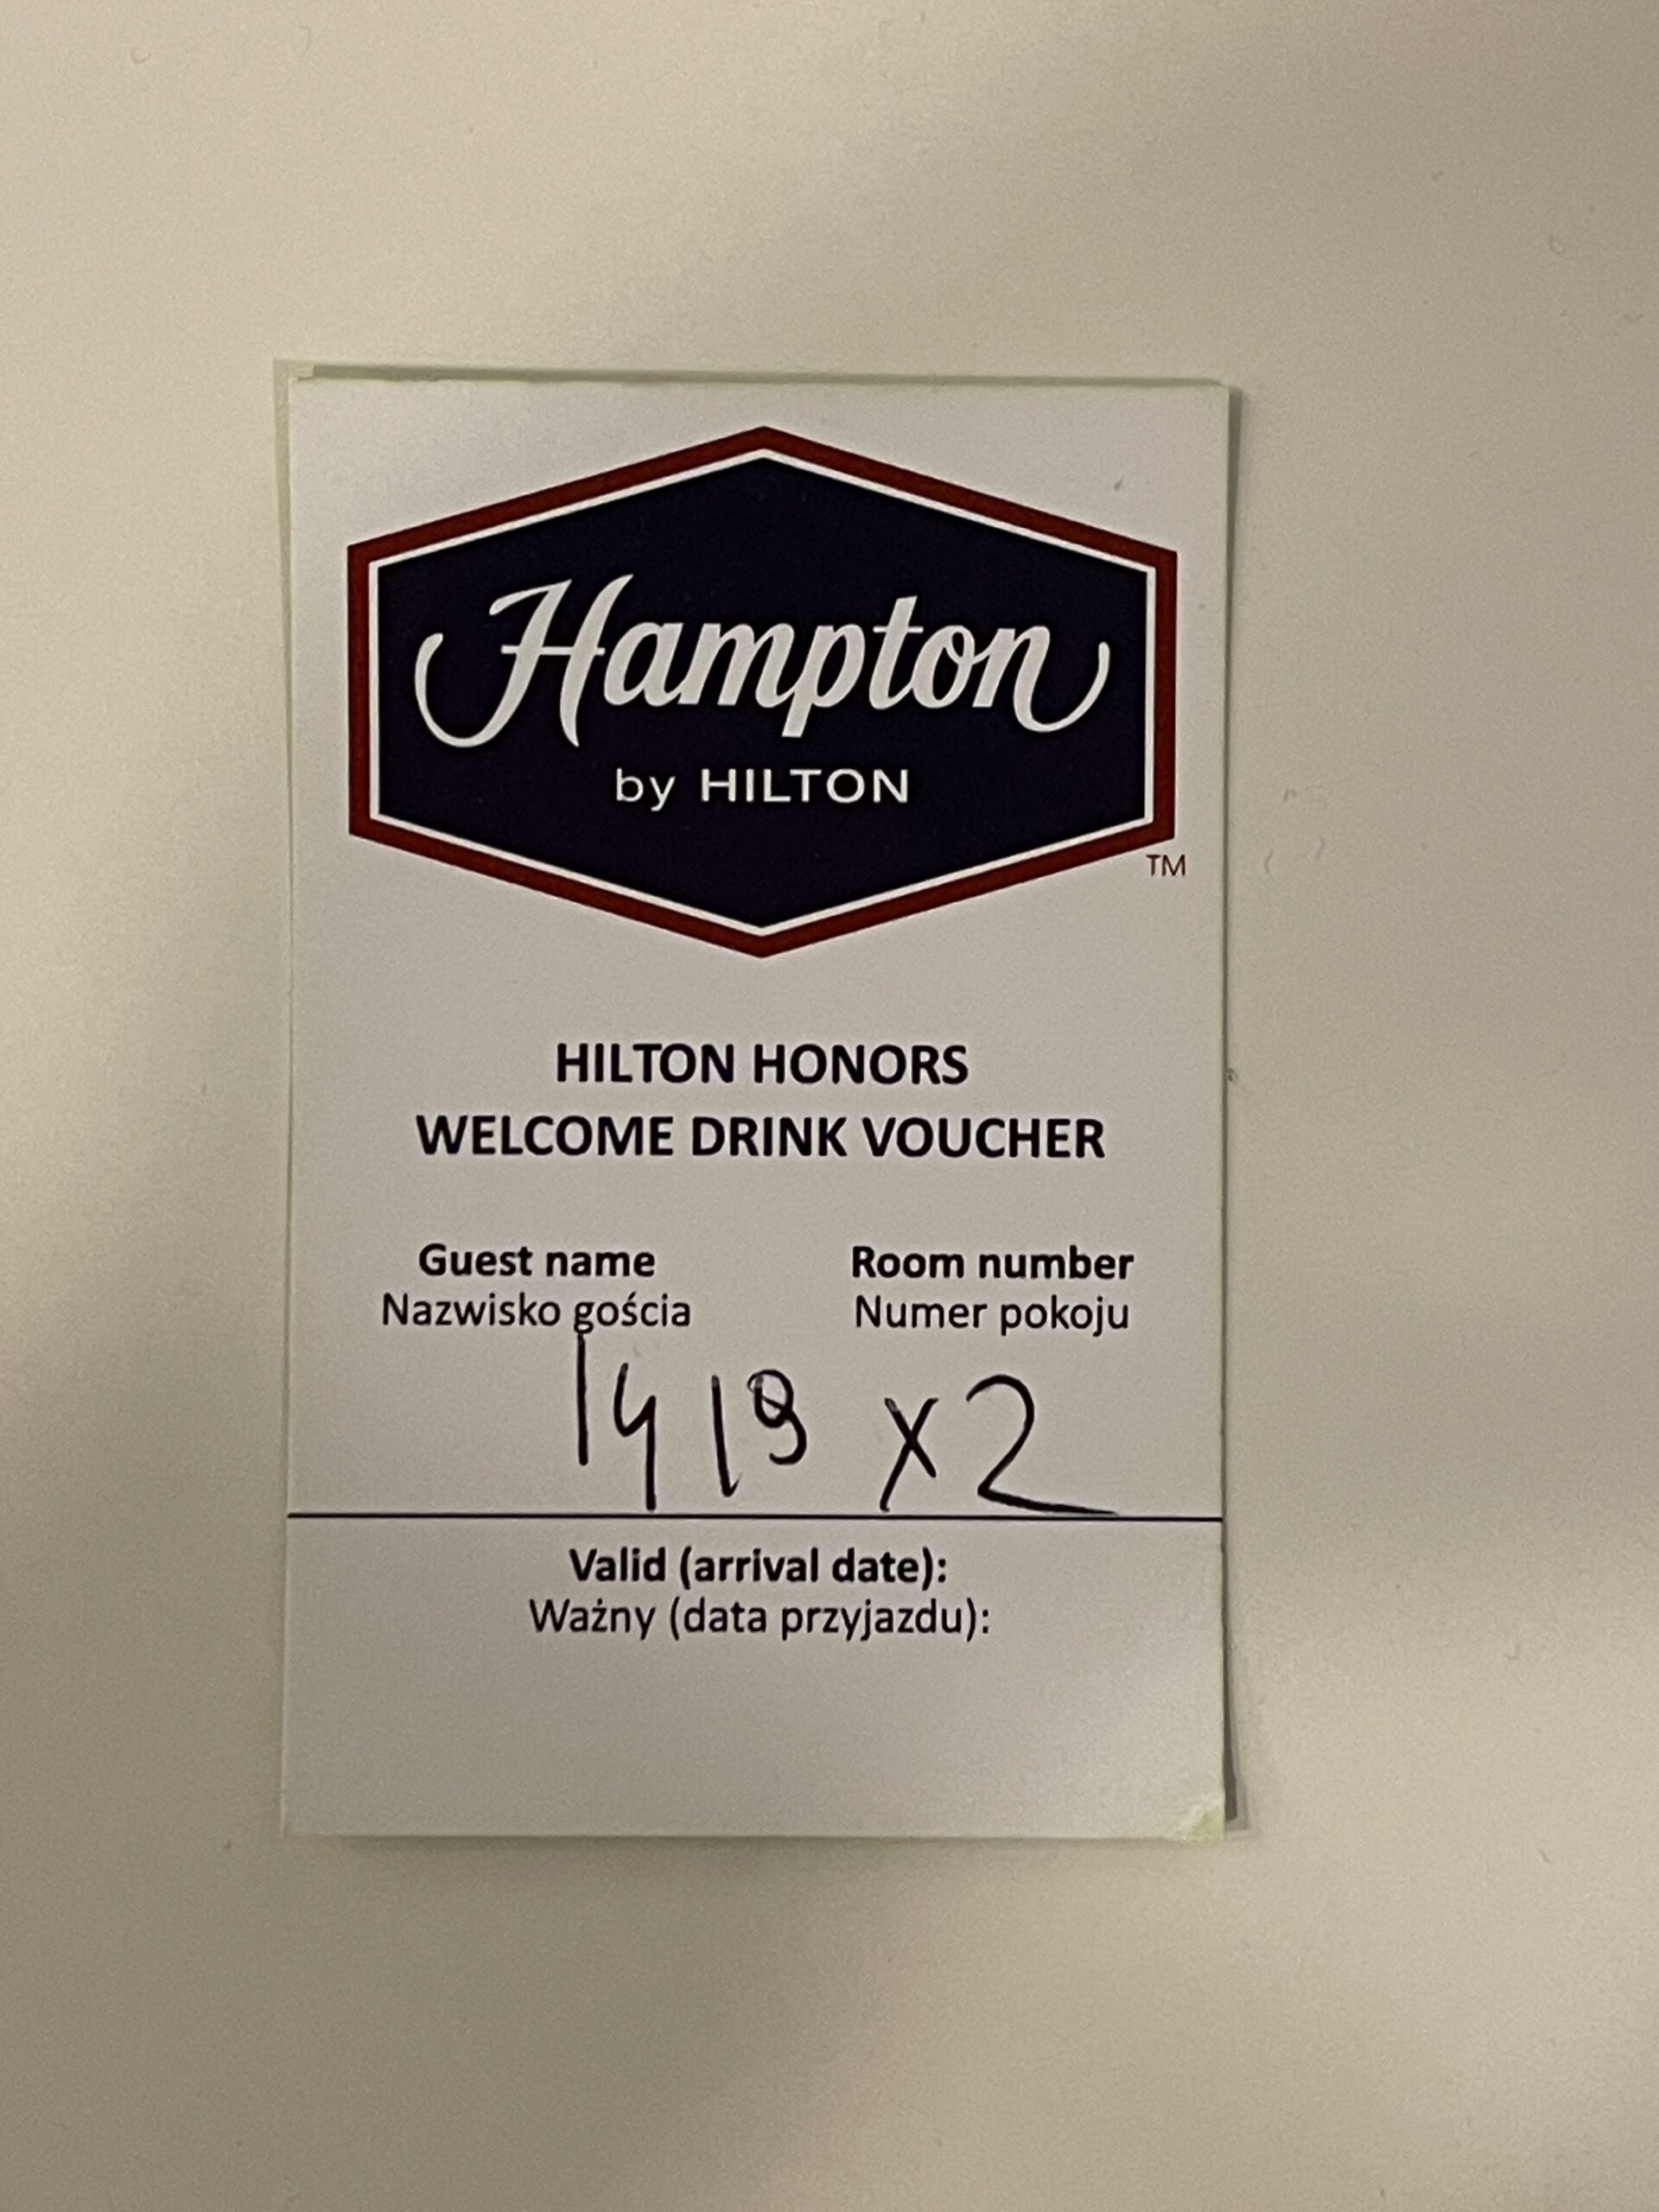 Hampton
by HILTON
TM
HILTON HONORS
WELCOME DRINK VOUCHER
Guest name Room number
Nazwisko gościa Numer pokoju
1419 x2
Valid (arrival date):
Ważny (data przyjazdu):